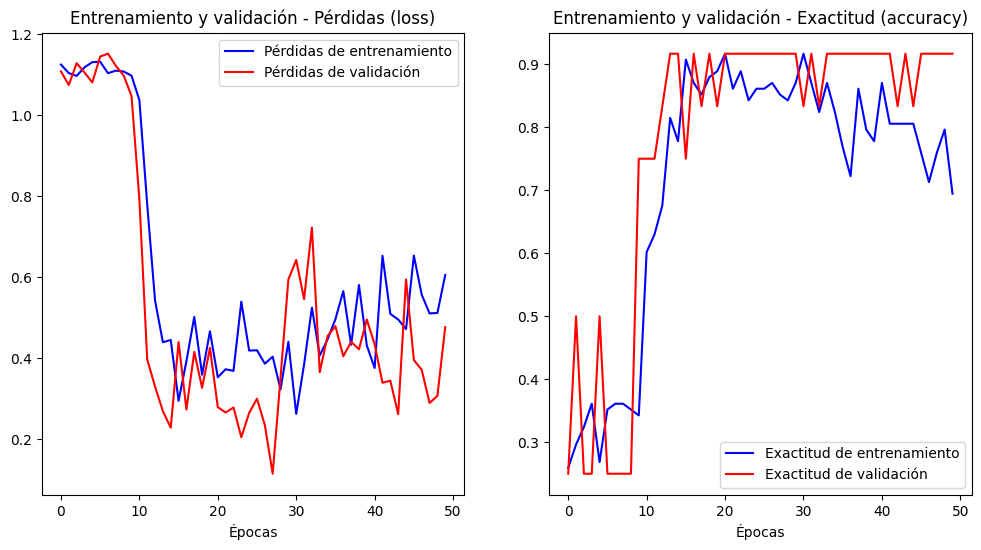 Entrenamiento y validación - Pérdidas (loss)
1.2
1.0
0.8
0.6
0.4
0.2
Pérdidas de entrenamiento
Pérdidas de validación
0 10 20 30 40 50
Épocas
Entrenamiento y validación - Exactitud (accuracy)
0.9
0.8
0.7
0.6
0.5
0.4
0.3
Exactitud de entrenamiento
Exactitud de validación
0 10 20 30 40 50
Épocas